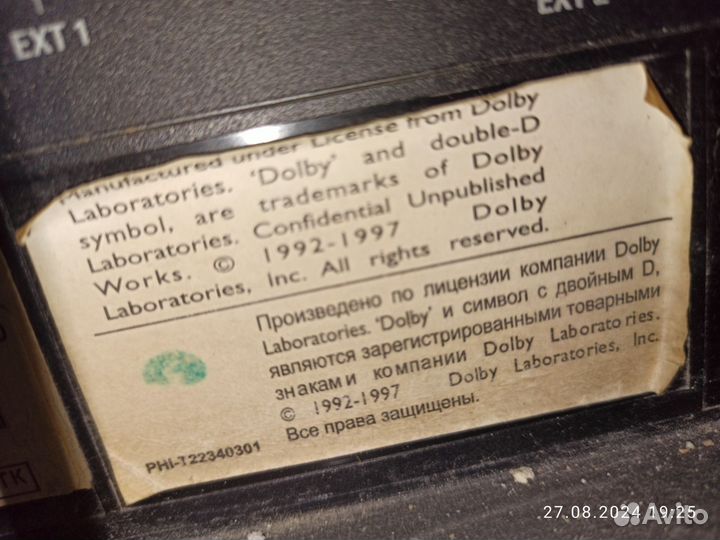 EXT 1
EXT 2
Manufactured under License from Dolby
Laboratories. 'Dolby' and double-D
symbol, are trademarks of Dolby
Laboratories. Confidential Unpublished
Works. © 1992-1997 Dolby
Laboratories, Inc. All rights reserved.
Произведено по лицензии компании Dolby
Laboratories. 'Dolby' и символ с двойным D,
являются зарегистрированными товарными
знаками компании Dolby Laboratories.
© 1992-1997 Dolby Laboratories, Inc.
Все права защищены.
PHI-T22340301
ТК
27.08.2024 19:25
Avito